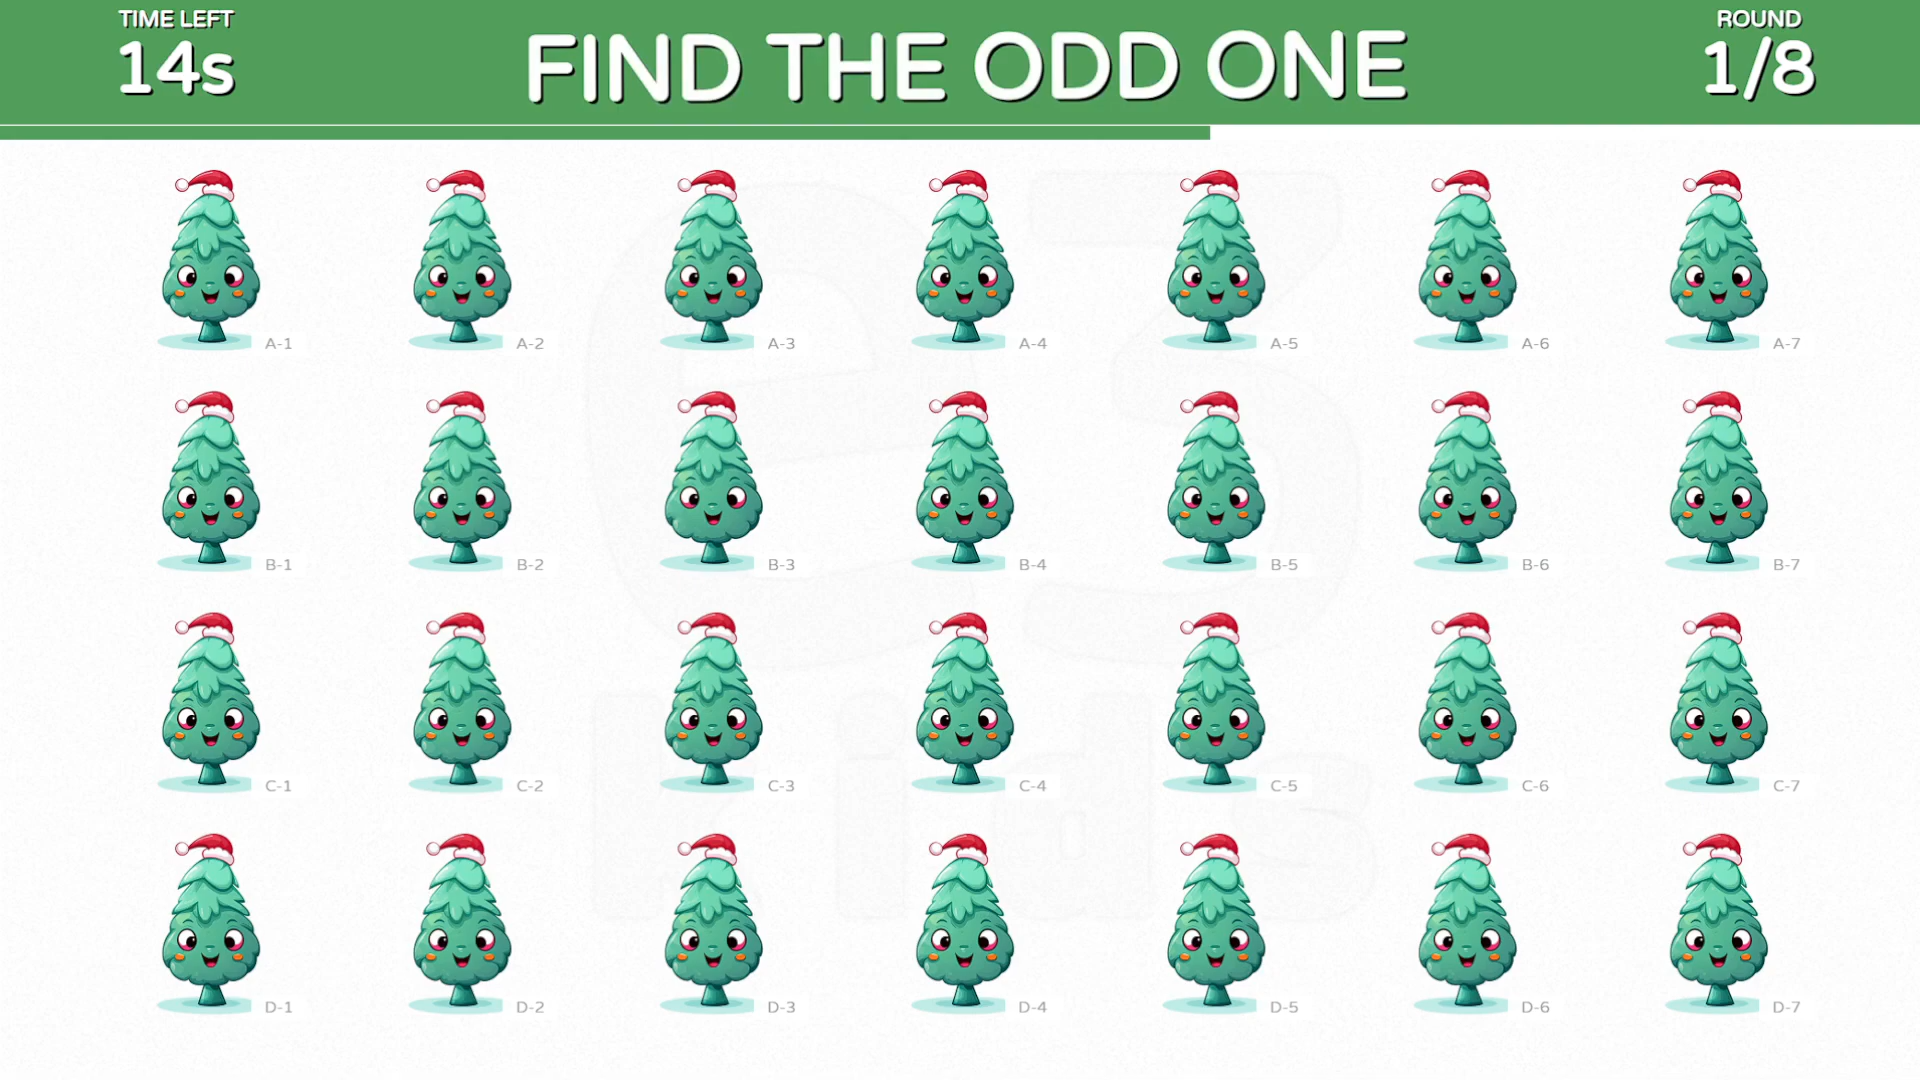 TIME LEFT
14s
FIND THE ODD ONE
ROUND
1/8
A-1 A-2 A-3 A-4 A-5 A-6 A-7
B-1 B-2 B-3 B-4 B-5 B-6 B-7
C-1 C-2 C-3 C-4 C-5 C-6 C-7
D-1 D-2 D-3 D-4 D-5 D-6 D-7
e3
kids